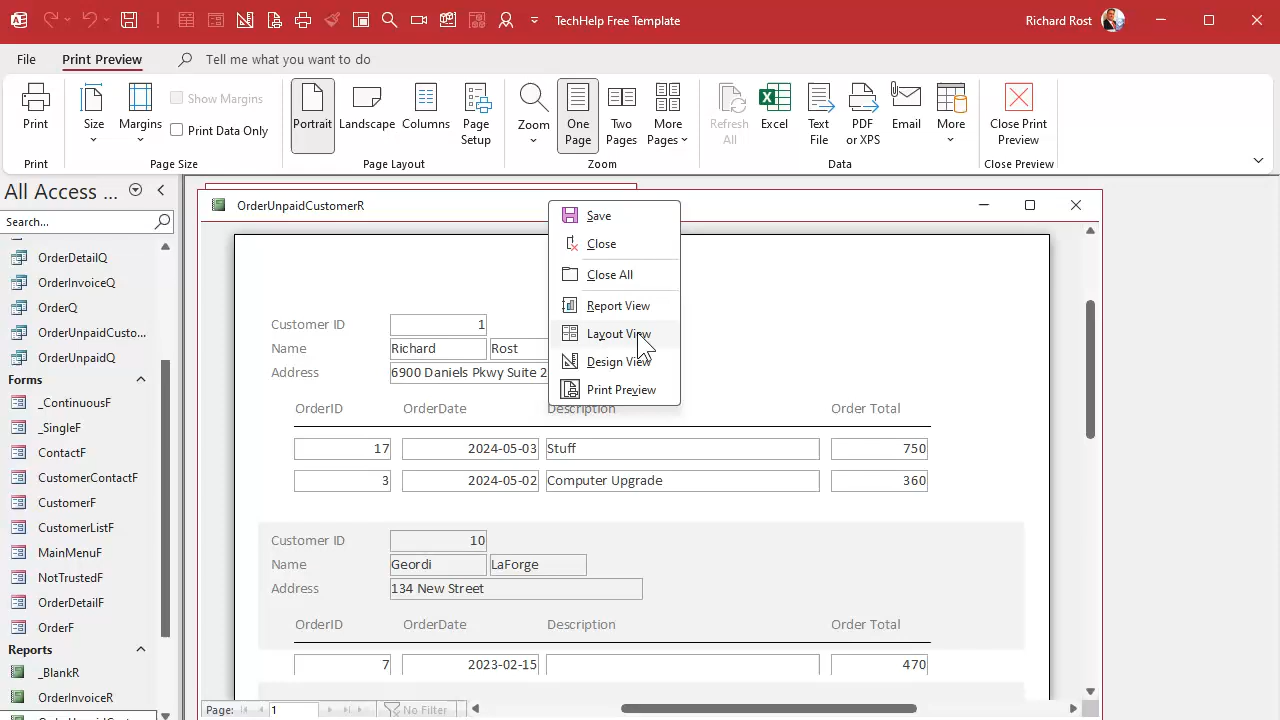 TechHelp Free Template
Richard Rost
File
Print Preview
Tell me what you want to do
Print
Size
Margins
Show Margins
Print Data Only
Portrait
Landscape
Columns
Page Setup
Zoom
One Page
Two Pages
More Pages
Refresh All
Excel
Text File
PDF or XPS
Email
More
Close Print Preview
Print
Page Size
Page Layout
Zoom
Data
Close Preview
All Access ...
Search...
OrderDetailQ
OrderInvoiceQ
OrderQ
OrderUnpaidCusto...
OrderUnpaidQ
Forms
_ContinuousF
_SingleF
ContactF
CustomerContactF
CustomerF
CustomerListF
MainMenuF
NotTrustedF
OrderDetailF
OrderF
Reports
_BlankR
OrderInvoiceR
OrderUnpaidCustomerR
Save
Close
Close All
Report View
Layout View
Design View
Print Preview
Customer ID 1
Name Richard Rost
Address 6900 Daniels Pkwy Suite 2
OrderID OrderDate Description Order Total
17 2024-05-03 Stuff 750
3 2024-05-02 Computer Upgrade 360
Customer ID 10
Name Geordi LaForge
Address 134 New Street
OrderID OrderDate Description Order Total
7 2023-02-15 470
Page: 1 No Filter